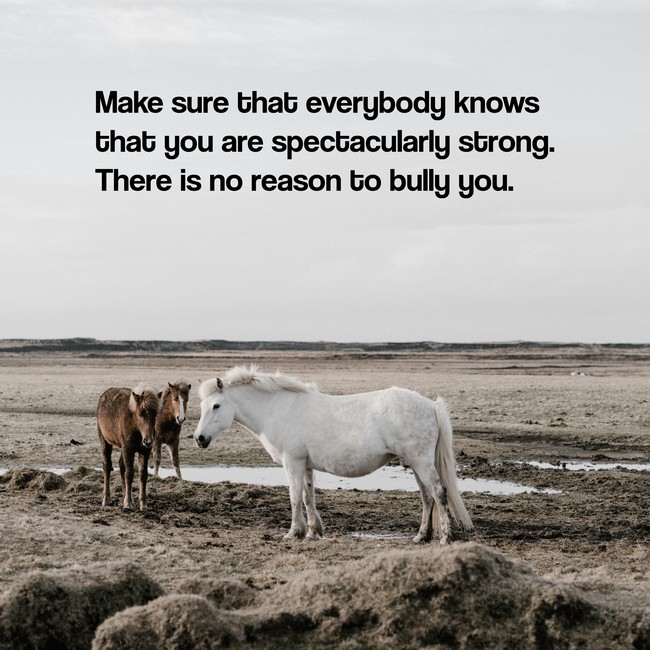 Make sure that everybody knows
that you are spectacularly strong.
There is no reason to bully you.